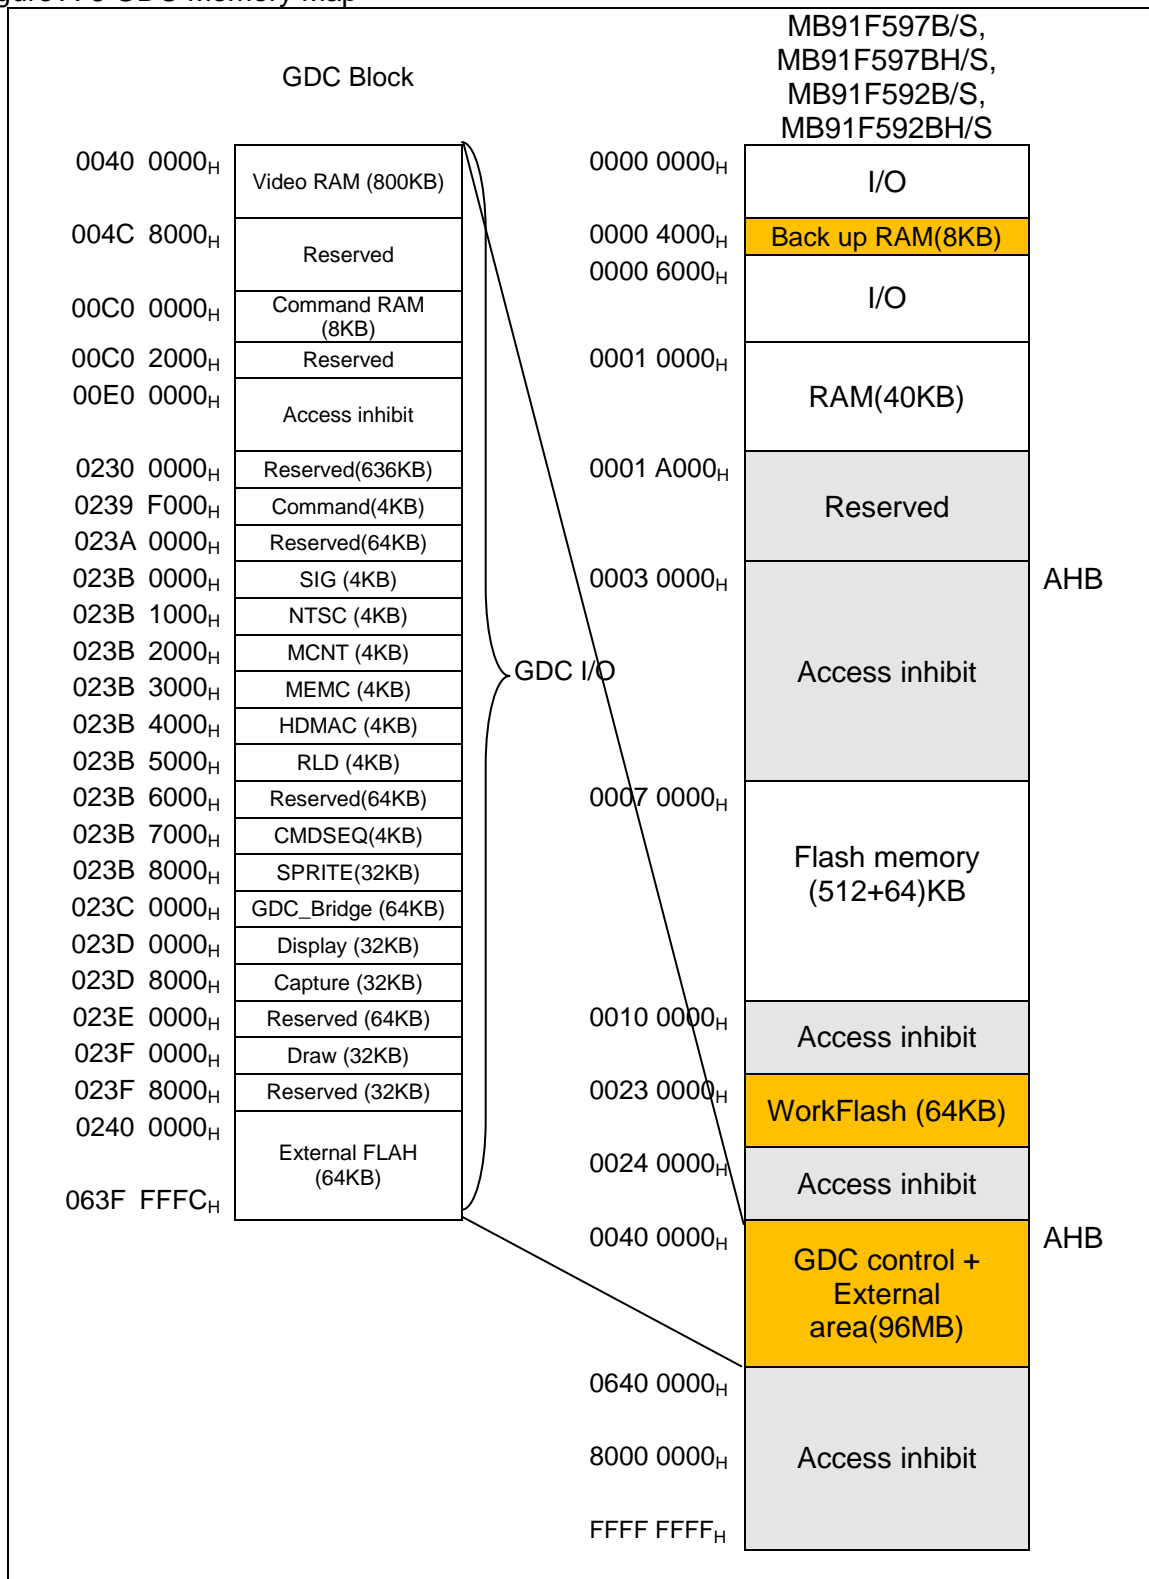 MB91F597B/S,
MB91F597BH/S,
MB91F592B/S,
MB91F592BH/S
GDC Block
0040 0000H
Video RAM (800KB)
004C 8000H
Reserved
00C0 0000H
Command RAM
(8KB)
00C0 2000H
Reserved
00E0 0000H
Access inhibit
0230 0000H
Reserved(636KB)
0239 F000H
Command(4KB)
023A 0000H
Reserved(64KB)
023B 0000H
SIG (4KB)
023B 1000H
NTSC (4KB)
023B 2000H
MCNT (4KB)
023B 3000H
MEMC (4KB)
023B 4000H
HDMAC (4KB)
023B 5000H
RLD (4KB)
023B 6000H
Reserved(64KB)
023B 7000H
CMDSEQ(4KB)
023B 8000H
SPRITE(32KB)
023C 0000H
GDC_Bridge (64KB)
023D 0000H
Display (32KB)
023D 8000H
Capture (32KB)
023E 0000H
Reserved (64KB)
023F 0000H
Draw (32KB)
023F 8000H
Reserved (32KB)
0240 0000H
External FLAH
(64KB)
063F FFFCH
GDC I/O
0000 0000H
I/O
0000 4000H
Back up RAM(8KB)
0000 6000H
I/O
0001 0000H
RAM(40KB)
0001 A000H
Reserved
0003 0000H
AHB
Access inhibit
0007 0000H
Flash memory
(512+64)KB
0010 0000H
Access inhibit
0023 0000H
WorkFlash (64KB)
0024 0000H
Access inhibit
0040 0000H
AHB
GDC control +
External
area(96MB)
0640 0000H
8000 0000H
Access inhibit
FFFF FFFFH